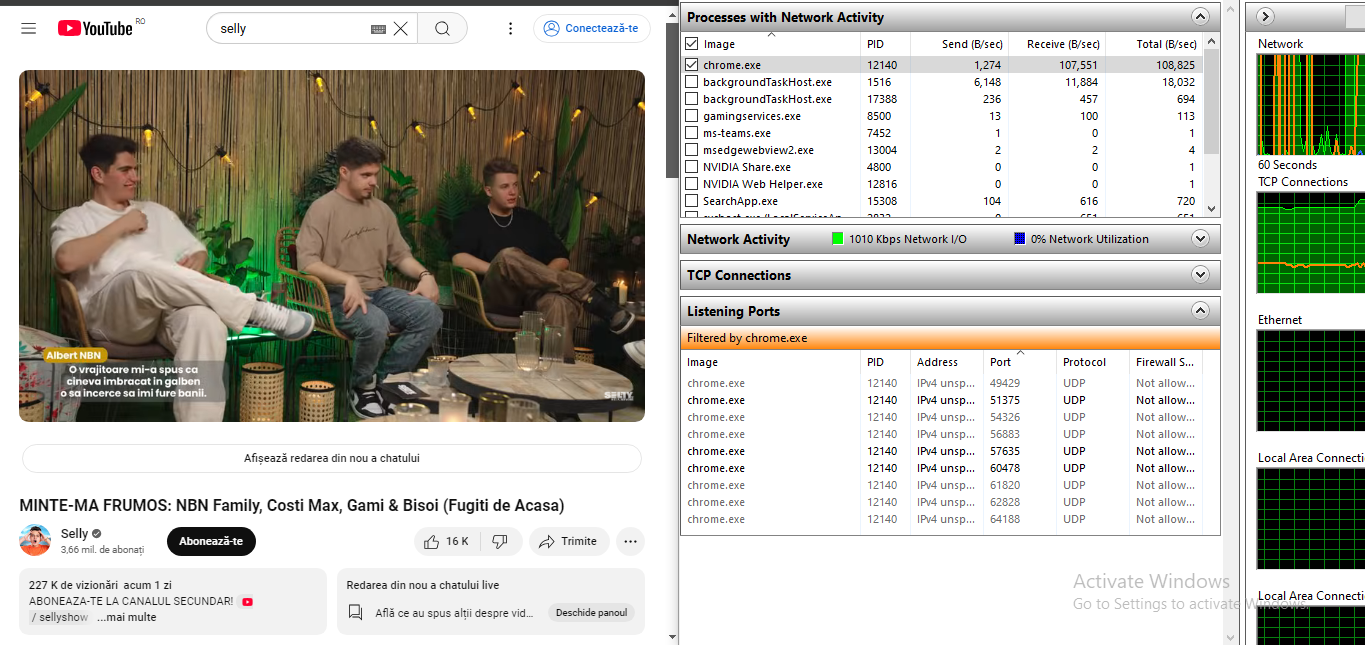 YouTube RO
selly
Conectează-te
Albert NBN
O vrajitoare mi-a spus ca
cineva imbracat in galben
o sa incerce sa imi fure banii.
SELLY
Afișează redarea din nou a chatului
MINTE-MA FRUMOS: NBN Family, Costi Max, Gami & Bisoi (Fugiti de Acasa)
Selly
3,66 mil. de abonați
Abonează-te
16 K
Trimite
227 K de vizionări acum 1 zi
ABONEAZA-TE LA CANALUL SECUNDAR!
/ sellyshow ...mai multe
Redarea din nou a chatului live
Află ce au spus alții despre vid...
Deschide panoul
Processes with Network Activity
Image PID Send (B/sec) Receive (B/sec) Total (B/sec)
chrome.exe 12140 1,274 107,551 108,825
backgroundTaskHost.exe 1516 6,148 11,884 18,032
backgroundTaskHost.exe 17388 236 457 694
gamingservices.exe 8500 13 100 113
ms-teams.exe 7452 1 0 1
msedgewebview2.exe 13004 2 2 4
NVIDIA Share.exe 4800 0 0 1
NVIDIA Web Helper.exe 12816 0 0 1
SearchApp.exe 15308 104 616 720
Network Activity 1010 Kbps Network I/O 0% Network Utilization
TCP Connections
Listening Ports
Filtered by chrome.exe
Image PID Address Port Protocol Firewall S...
chrome.exe 12140 IPv4 unsp... 49429 UDP Not allow...
chrome.exe 12140 IPv4 unsp... 51375 UDP Not allow...
chrome.exe 12140 IPv4 unsp... 54326 UDP Not allow...
chrome.exe 12140 IPv4 unsp... 56883 UDP Not allow...
chrome.exe 12140 IPv4 unsp... 57635 UDP Not allow...
chrome.exe 12140 IPv4 unsp... 60478 UDP Not allow...
chrome.exe 12140 IPv4 unsp... 61820 UDP Not allow...
chrome.exe 12140 IPv4 unsp... 62828 UDP Not allow...
chrome.exe 12140 IPv4 unsp... 64188 UDP Not allow...
Network
60 Seconds
TCP Connections
Ethernet
Local Area Connecti
Local Area Connecti
Activate Windows
Go to Settings to activate Windows.